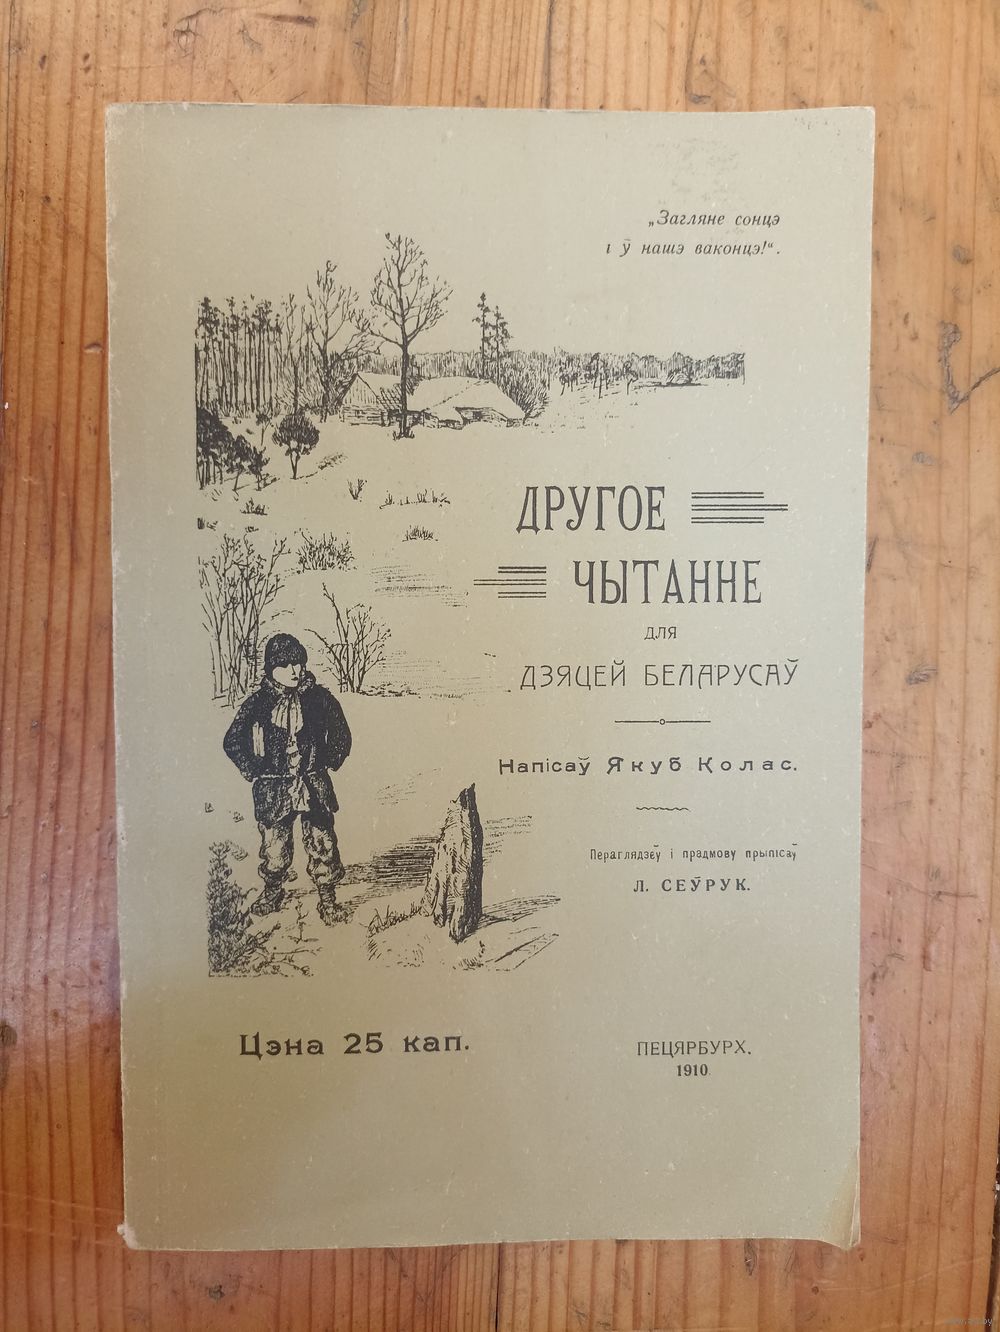 „Загляне сонцэ
і ў нашэ ваконцэ!“.
ДРУГОЕ
ЧЫТАННЕ
для
ДЗЯЦЕЙ БЕЛАРУСАЎ
Напісаў Якуб Колас.
Пераглядзеў і прадмову прыпісаў
Л. СЕЎРУК.
Цэна 25 кап.
ПЕЦЯРБУРХ.
1910